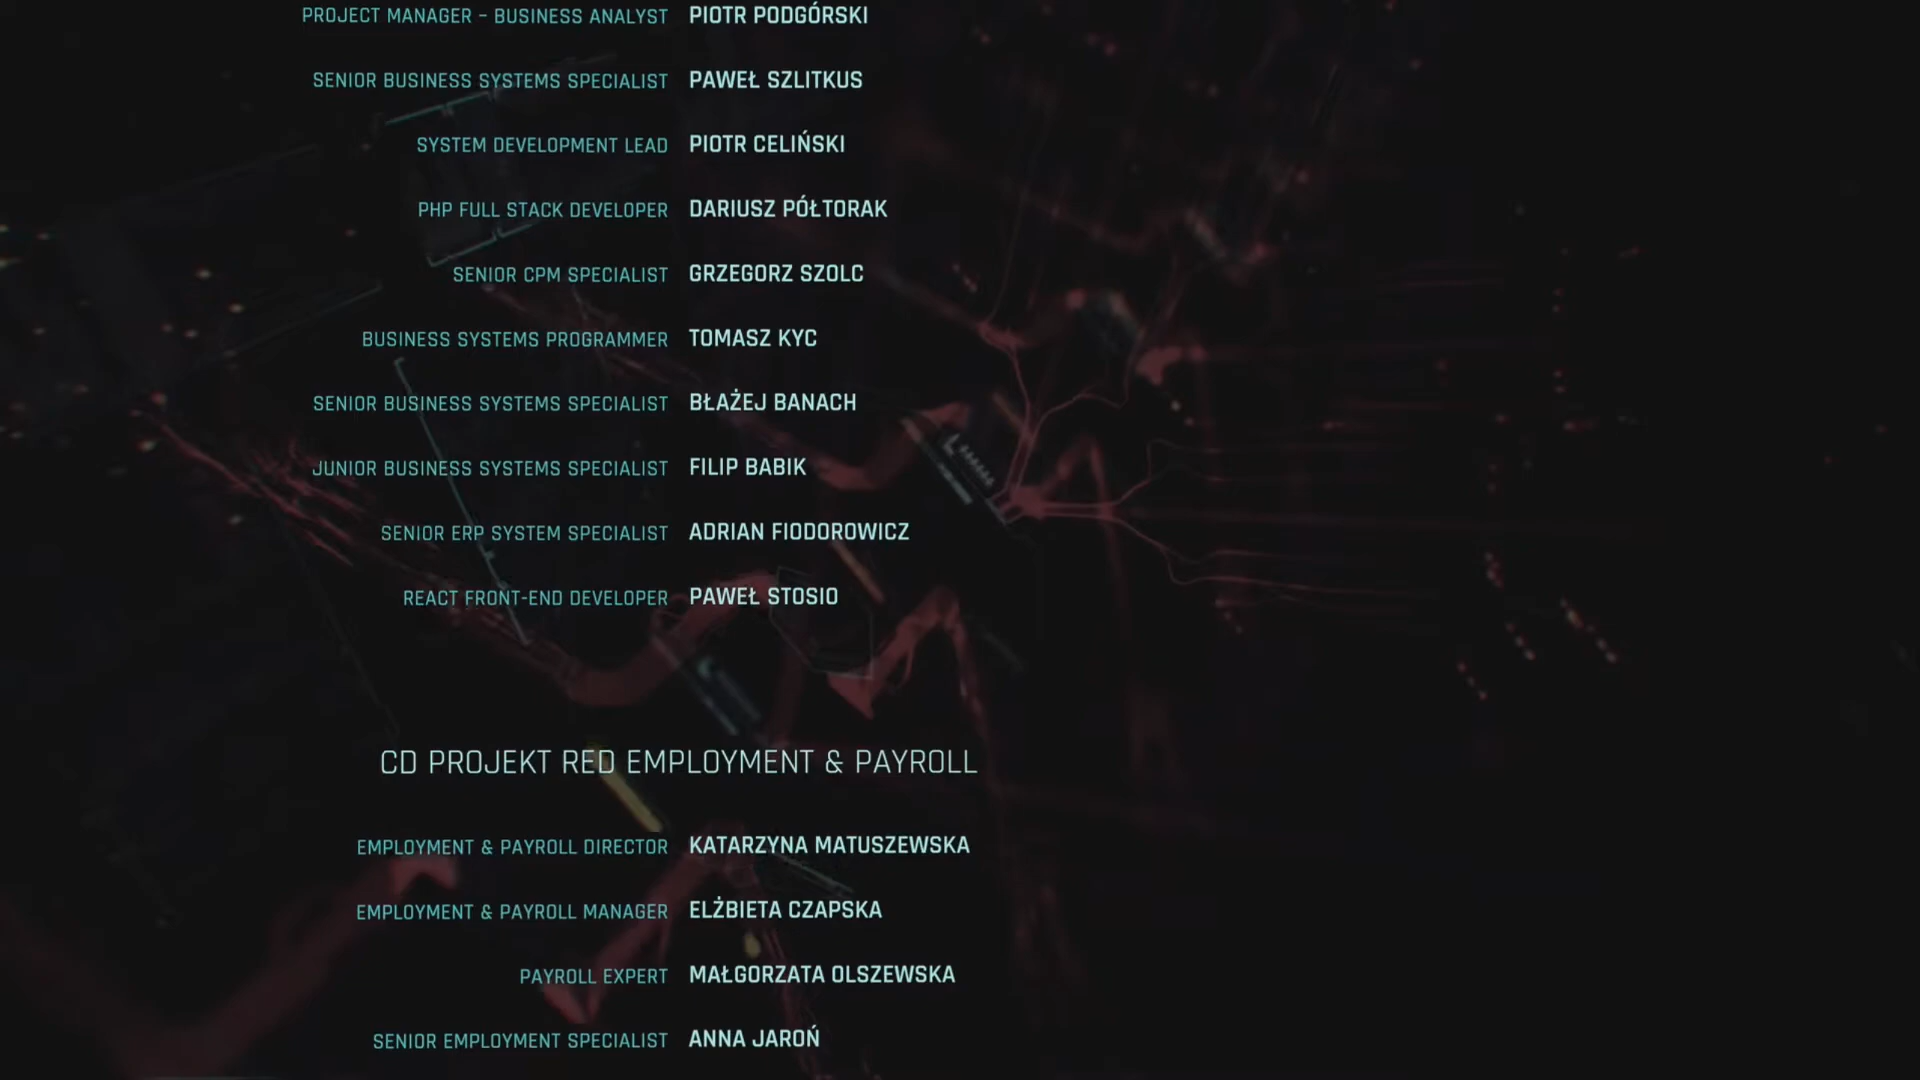 PROJECT MANAGER – BUSINESS ANALYST PIOTR PODGÓRSKI
SENIOR BUSINESS SYSTEMS SPECIALIST PAWEŁ SZLITKUS
SYSTEM DEVELOPMENT LEAD PIOTR CELIŃSKI
PHP FULL STACK DEVELOPER DARIUSZ PÓŁTORAK
SENIOR CPM SPECIALIST GRZEGORZ SZOLC
BUSINESS SYSTEMS PROGRAMMER TOMASZ KYC
SENIOR BUSINESS SYSTEMS SPECIALIST BŁAŻEJ BANACH
JUNIOR BUSINESS SYSTEMS SPECIALIST FILIP BABIK
SENIOR ERP SYSTEM SPECIALIST ADRIAN FIODOROWICZ
REACT FRONT-END DEVELOPER PAWEŁ STOSIO
CD PROJEKT RED EMPLOYMENT & PAYROLL
EMPLOYMENT & PAYROLL DIRECTOR KATARZYNA MATUSZEWSKA
EMPLOYMENT & PAYROLL MANAGER ELŻBIETA CZAPSKA
PAYROLL EXPERT MAŁGORZATA OLSZEWSKA
SENIOR EMPLOYMENT SPECIALIST ANNA JAROŃ